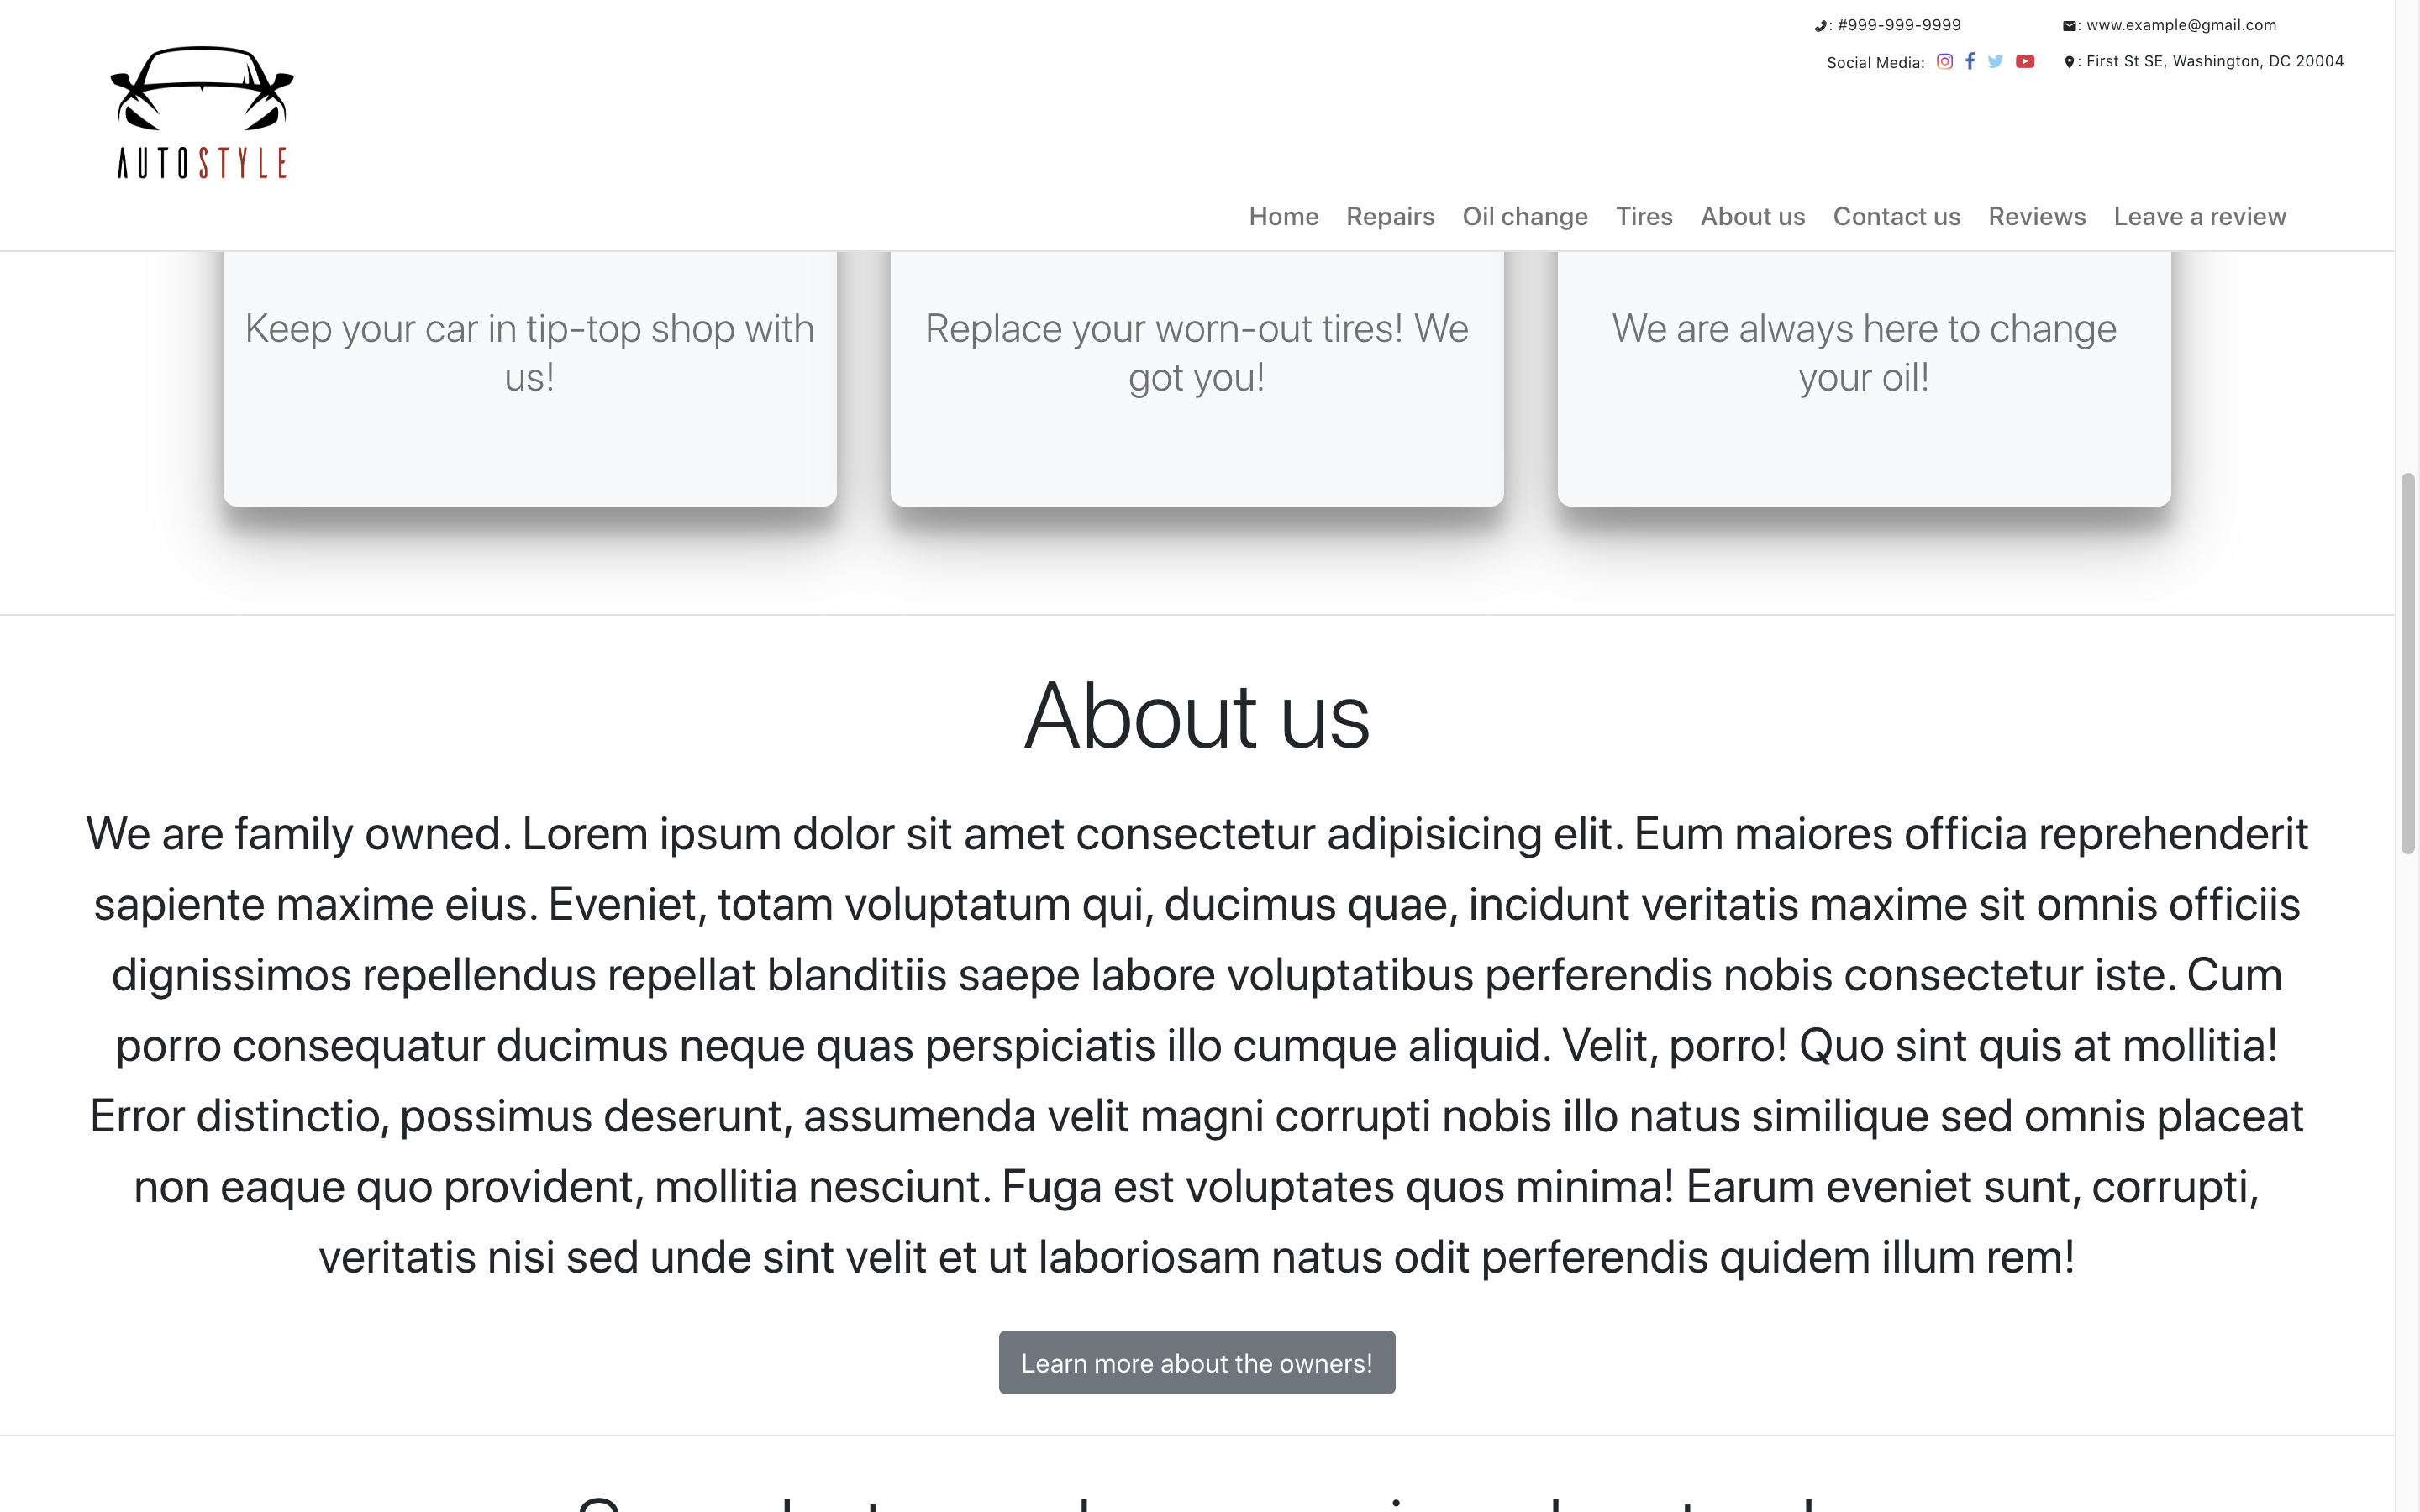 : #999-999-9999
: www.example@gmail.com
Social Media:
: First St SE, Washington, DC 20004
AUTOSTYLE
Home Repairs Oil change Tires About us Contact us Reviews Leave a review
Keep your car in tip-top shop with
us!
Replace your worn-out tires! We
got you!
We are always here to change
your oil!
About us
We are family owned. Lorem ipsum dolor sit amet consectetur adipisicing elit. Eum maiores officia reprehenderit
sapiente maxime eius. Eveniet, totam voluptatum qui, ducimus quae, incidunt veritatis maxime sit omnis officiis
dignissimos repellendus repellat blanditiis saepe labore voluptatibus perferendis nobis consectetur iste. Cum
porro consequatur ducimus neque quas perspiciatis illo cumque aliquid. Velit, porro! Quo sint quis at mollitia!
Error distinctio, possimus deserunt, assumenda velit magni corrupti nobis illo natus similique sed omnis placeat
non eaque quo provident, mollitia nesciunt. Fuga est voluptates quos minima! Earum eveniet sunt, corrupti,
veritatis nisi sed unde sint velit et ut laboriosam natus odit perferendis quidem illum rem!
Learn more about the owners!